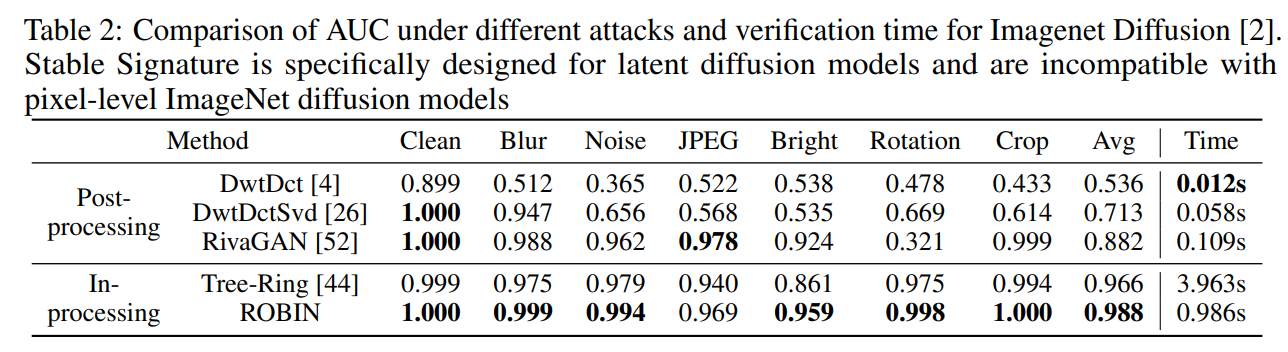 Table 2: Comparison of AUC under different attacks and verification time for Imagenet Diffusion [2].
Stable Signature is specifically designed for latent diffusion models and are incompatible with
pixel-level ImageNet diffusion models
Method Clean Blur Noise JPEG Bright Rotation Crop Avg Time
Post-
processing
DwtDct [4] 0.899 0.512 0.365 0.522 0.538 0.478 0.433 0.536 0.012s
DwtDctSvd [26] 1.000 0.947 0.656 0.568 0.535 0.669 0.614 0.713 0.058s
RivaGAN [52] 1.000 0.988 0.962 0.978 0.924 0.321 0.999 0.882 0.109s
In-
processing
Tree-Ring [44] 0.999 0.975 0.979 0.940 0.861 0.975 0.994 0.966 3.963s
ROBIN 1.000 0.999 0.994 0.969 0.959 0.998 1.000 0.988 0.986s